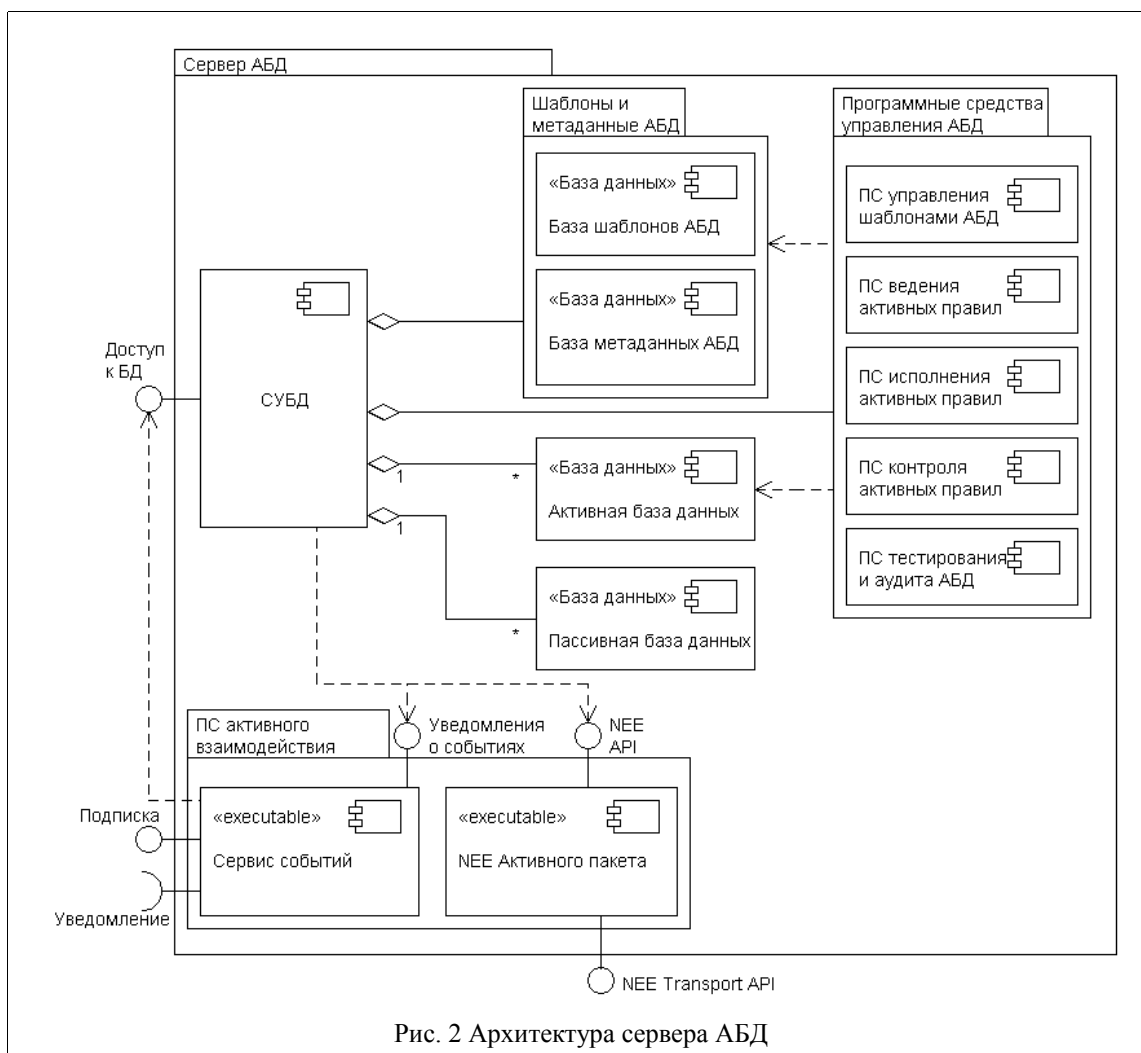 Сервер АБД
Шаблоны и
метаданные АБД
«База данных»
База шаблонов АБД
«База данных»
База метаданных АБД
Программные средства
управления АБД
ПС управления
шаблонами АБД
ПС ведения
активных правил
ПС исполнения
активных правил
ПС контроля
активных правил
ПС тестирования
и аудита АБД
Доступ
к БД
СУБД
1
*
«База данных»
Активная база данных
1
*
«База данных»
Пассивная база данных
ПС активного
взаимодействия
Уведомления
о событиях
NEE
API
Подписка
«executable»
Сервис событий
«executable»
NEE Активного пакета
Уведомление
NEE Transport API
Рис. 2 Архитектура сервера АБД